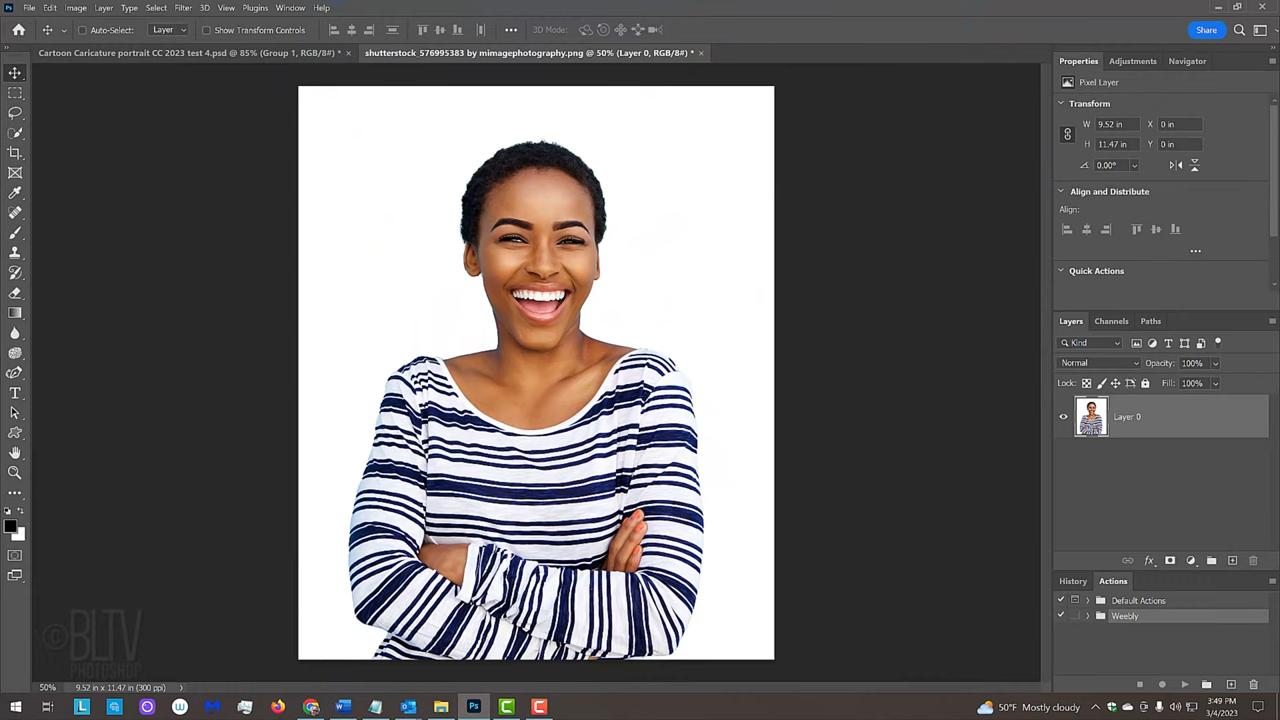 Ps File Edit Image Layer Type Select Filter 3D View Plugins Window Help
Auto-Select: Layer Show Transform Controls 3D Mode: Share
Cartoon Caricature portrait CC 2023 test 4.psd @ 85% (Group 1, RGB/8#) * × shutterstock_576995383 by mimagephotography.png @ 50% (Layer 0, RGB/8#) * ×
Properties Adjustments Navigator
Pixel Layer
Transform
W 9.52 in X 0 in
H 11.47 in Y 0 in
0.00°
Align and Distribute
Align:
Quick Actions
Layers Channels Paths
Kind
Normal Opacity: 100%
Lock: Fill: 100%
Layer 0
History Actions
Default Actions
Weebly
©BLTV
PHOTOSHOP
50% 9.52 in x 11.47 in (300 ppi)
50°F Mostly cloudy 3:49 PM
3/4/2023